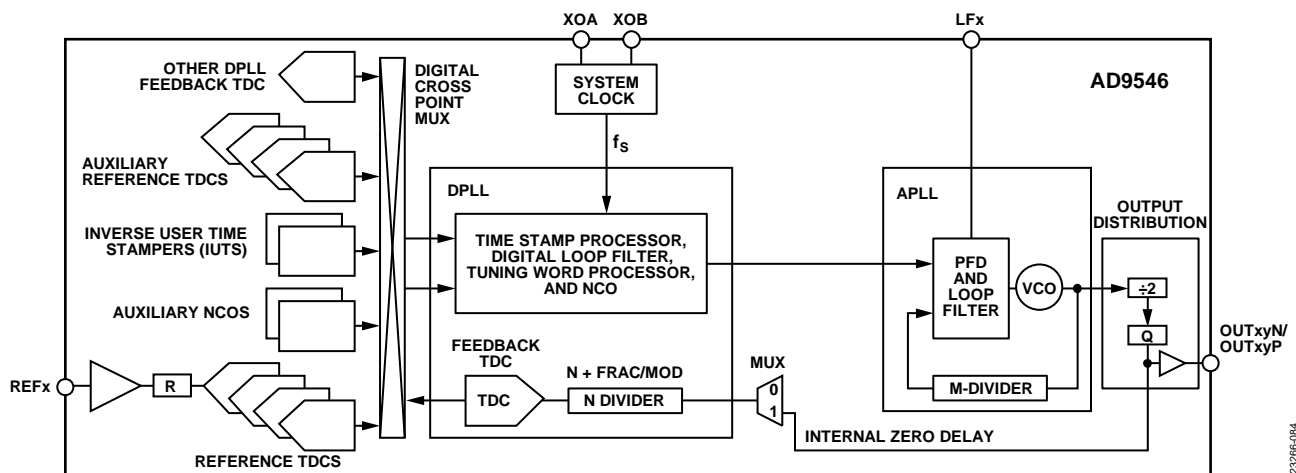 XOA
XOB
LFx
AD9546
OTHER DPLL
FEEDBACK TDC
DIGITAL
CROSS
POINT
MUX
SYSTEM
CLOCK
fS
AUXILIARY
REFERENCE TDCS
INVERSE USER TIME
STAMPERS (IUTS)
AUXILIARY NCOS
REFx
R
REFERENCE TDCS
DPLL
TIME STAMP PROCESSOR,
DIGITAL LOOP FILTER,
TUNING WORD PROCESSOR,
AND NCO
FEEDBACK
TDC
TDC
N + FRAC/MOD
N DIVIDER
MUX
0
1
INTERNAL ZERO DELAY
APLL
PFD
AND
LOOP
FILTER
VCO
M-DIVIDER
OUTPUT
DISTRIBUTION
÷2
Q
OUTxyN/
OUTxyP
23266-084